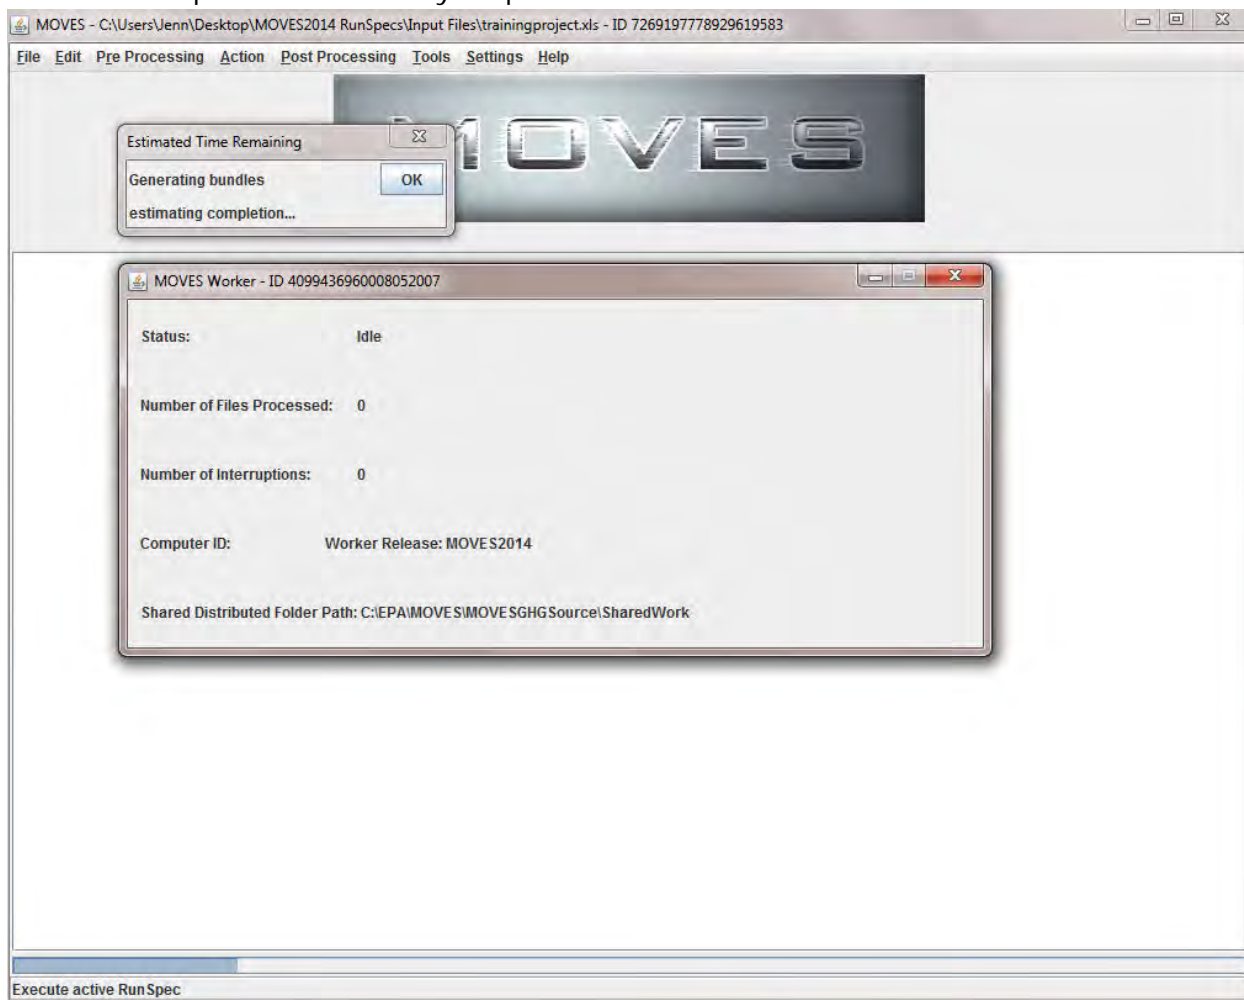 MOVES - C:\Users\Jenn\Desktop\MOVES2014 RunSpecs\Input Files\trainingproject.xls - ID 7269197778929619583
File Edit Pre Processing Action Post Processing Tools Settings Help
MOVES
Estimated Time Remaining
Generating bundles OK
estimating completion...
MOVES Worker - ID 4099436960008052007
Status: Idle
Number of Files Processed: 0
Number of Interruptions: 0
Computer ID: Worker Release: MOVES2014
Shared Distributed Folder Path: C:\EPA\MOVES\MOVESGHGSource\SharedWork
Execute active RunSpec